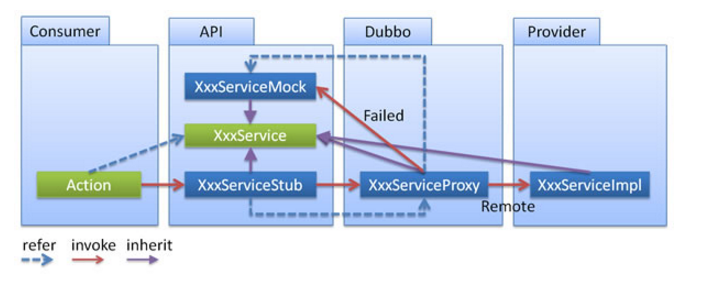 Consumer
API
Dubbo
Provider
XxxServiceMock
Failed
XxxService
Action
XxxServiceStub
XxxServiceProxy
XxxServiceImpl
Remote
refer
invoke
inherit